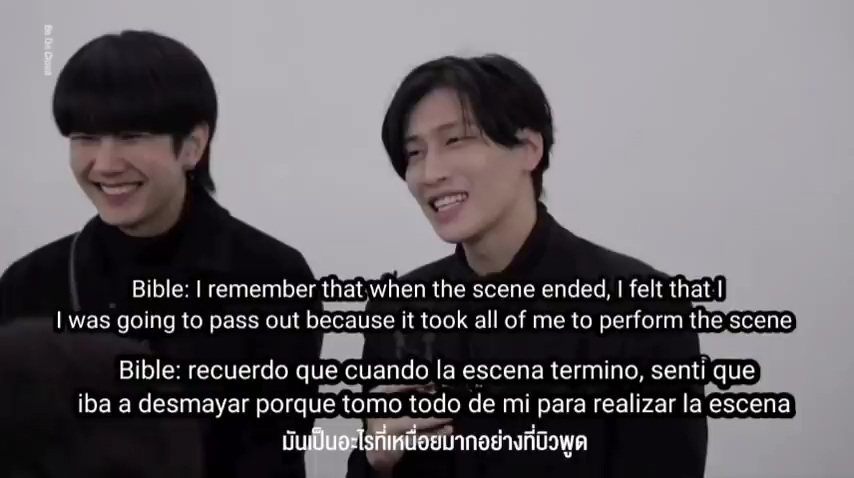 Be On Cloud
Bible: I remember that when the scene ended, I felt that I
I was going to pass out because it took all of me to perform the scene
Bible: recuerdo que cuando la escena termino, senti que
iba a desmayar porque tomo todo de mi para realizar la escena
มันเป็นอะไรที่เหนื่อยมากอย่างที่บิวพูด